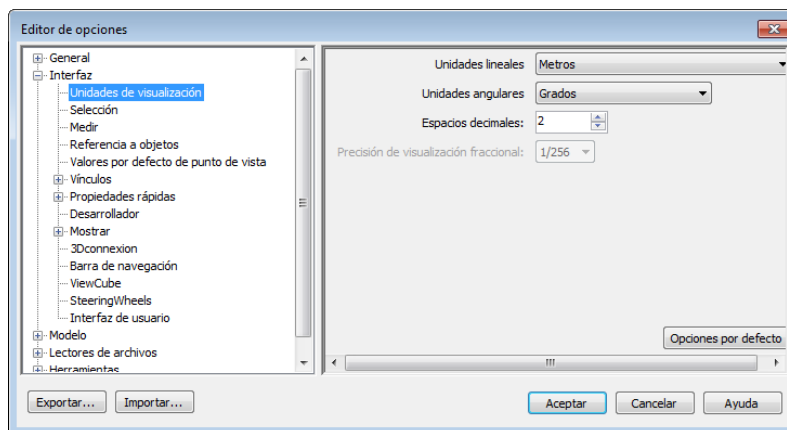 Editor de opciones
General
Interfaz
Unidades de visualización
Selección
Medir
Referencia a objetos
Valores por defecto de punto de vista
Vínculos
Propiedades rápidas
Desarrollador
Mostrar
3Dconnexion
Barra de navegación
ViewCube
SteeringWheels
Interfaz de usuario
Modelo
Lectores de archivos
Herramientas
Unidades lineales Metros
Unidades angulares Grados
Espacios decimales: 2
Precisión de visualización fraccional: 1/256
Opciones por defecto
Exportar... Importar... Aceptar Cancelar Ayuda